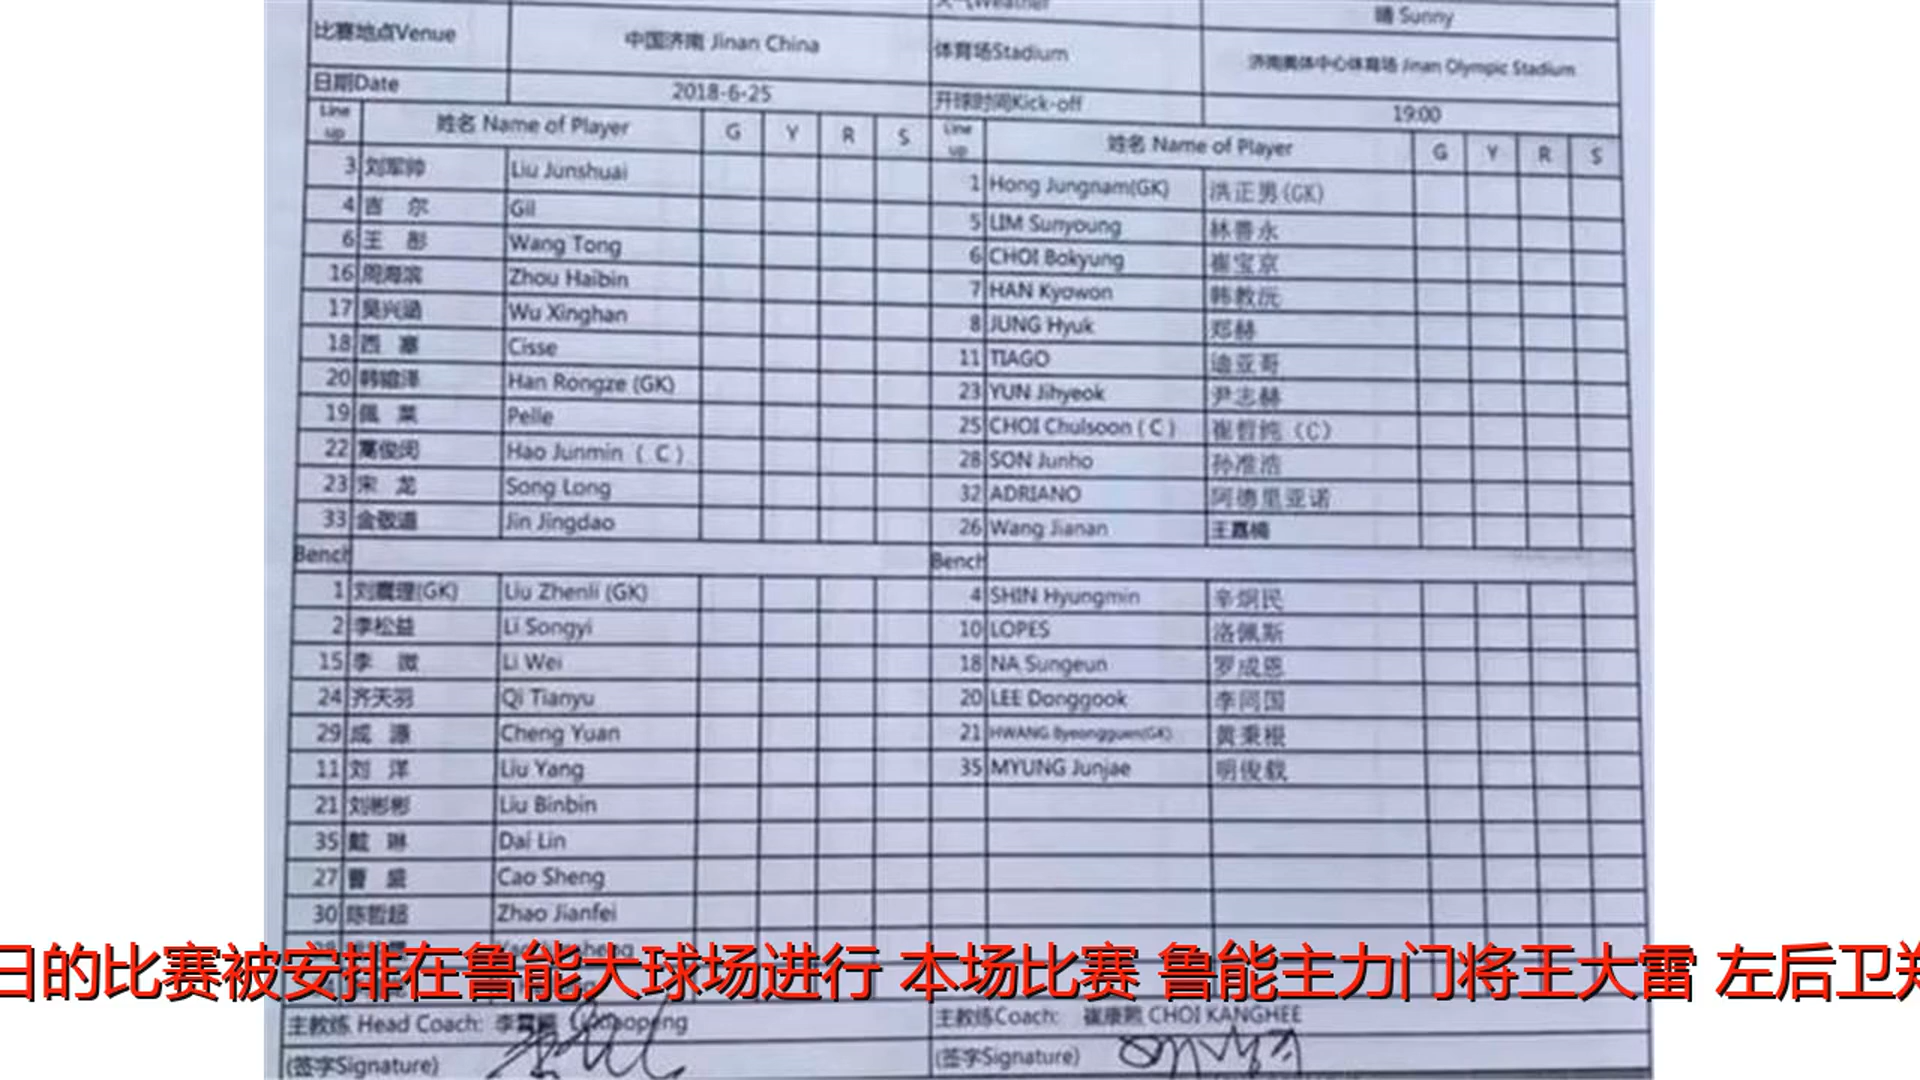 晴 Sunny
比赛地点Venue 中国济南 Jinan China 体育场Stadium 济南奥体中心体育场 Jinan Olympic Stadium
日期Date 2018-6-25 开球时间Kick-off 19:00
Line up 姓名 Name of Player G Y R S Line up 姓名 Name of Player G Y R S
3 刘军帅 Liu Junshuai 1 Hong Jungnam(GK) 洪正男(GK)
4 吉 尔 Gil 5 LIM Sunyoung 林善永
6 王 彤 Wang Tong 6 CHOI Bokyung 崔宝京
16 周海滨 Zhou Haibin 7 HAN Kyowon 韩教沅
17 吴兴涵 Wu Xinghan 8 JUNG Hyuk 郑赫
18 西 塞 Cisse 11 TIAGO 迪亚哥
20 韩镕泽 Han Rongze (GK) 23 YUN Jihyeok 尹志赫
19 佩 莱 Pelle 25 CHOI Chulsoon ( C ) 崔哲纯 (C)
22 蒿俊闵 Hao Junmin ( C ) 28 SON Junho 孙准浩
23 宋 龙 Song Long 32 ADRIANO 阿德里亚诺
33 金敬道 Jin Jingdao 26 Wang Jianan 王嘉楠
Bench Bench
1 刘震理(GK) Liu Zhenli (GK) 4 SHIN Hyungmin 辛炯民
2 李松益 Li Songyi 10 LOPES 洛佩斯
15 李 微 Li Wei 18 NA Sungeun 罗成恩
24 齐天羽 Qi Tianyu 20 LEE Donggook 李同国
29 成 源 Cheng Yuan 21 HWANG Byeongguen(GK) 黄秉根
11 刘 洋 Liu Yang 35 MYUNG Junjae 明俊载
21 刘彬彬 Liu Binbin
35 戴 琳 Dai Lin
27 曹 盛 Cao Sheng
30 陈哲超 Zhao Jianfei
日的比赛被安排在鲁能大球场进行 本场比赛 鲁能主力门将王大雷 左后卫郑
主教练 Head Coach: 李霄鹏 主教练Coach: 崔康熙 CHOI KANGHEE
(签字Signature) (签字Signature)